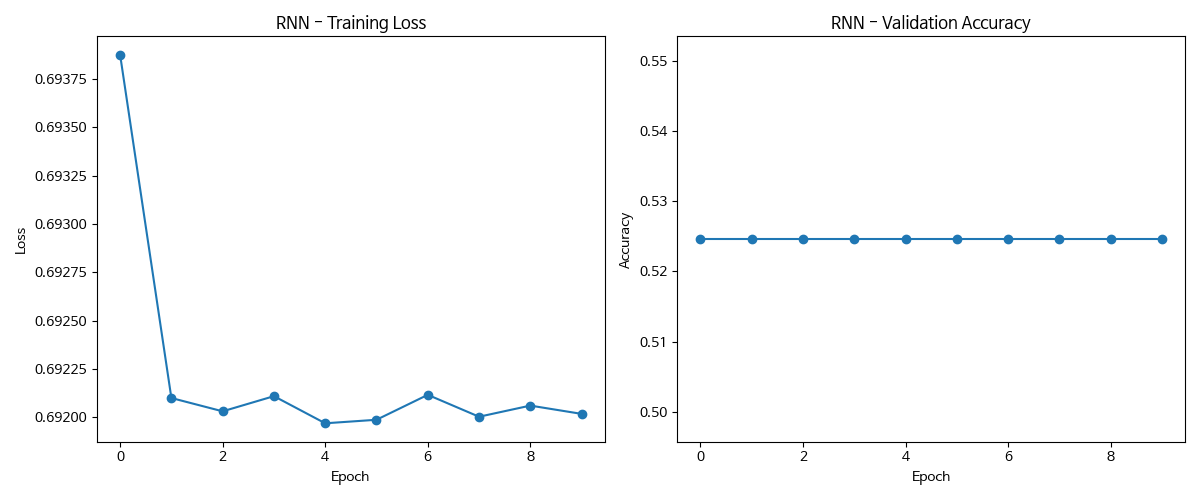 RNN – Training Loss
Loss
0.69375
0.69350
0.69325
0.69300
0.69275
0.69250
0.69225
0.69200
0 2 4 6 8
Epoch
RNN – Validation Accuracy
Accuracy
0.55
0.54
0.53
0.52
0.51
0.50
0 2 4 6 8
Epoch